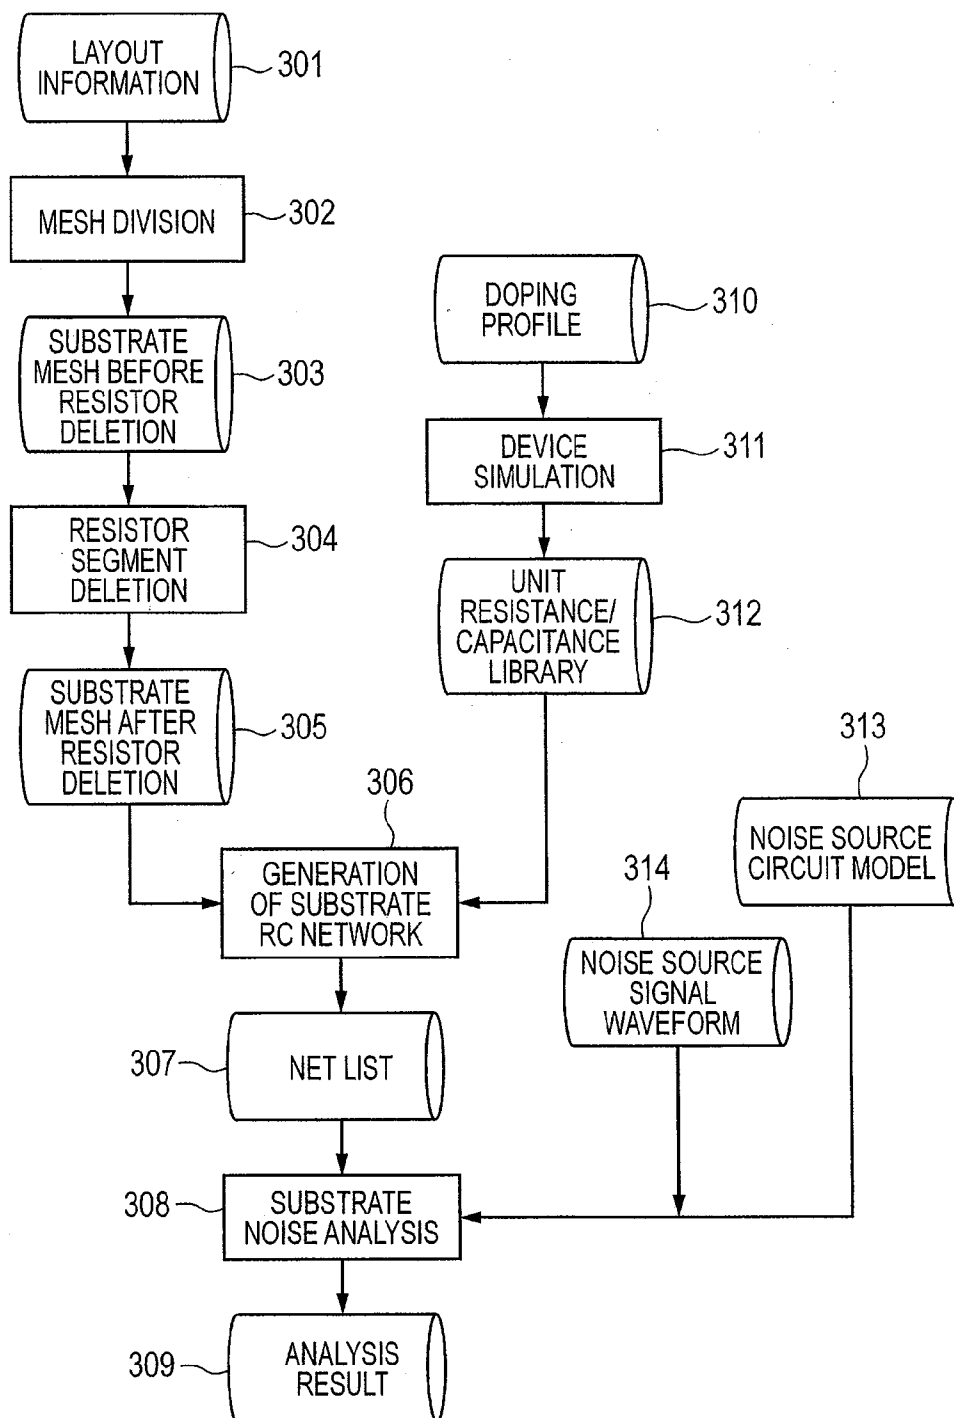 LAYOUT
INFORMATION
301
MESH DIVISION
302
SUBSTRATE
MESH BEFORE
RESISTOR
DELETION
303
RESISTOR
SEGMENT
DELETION
304
SUBSTRATE
MESH AFTER
RESISTOR
DELETION
305
DOPING
PROFILE
310
DEVICE
SIMULATION
311
UNIT
RESISTANCE/
CAPACITANCE
LIBRARY
312
306
GENERATION
OF SUBSTRATE
RC NETWORK
313
NOISE SOURCE
CIRCUIT MODEL
314
NOISE SOURCE
SIGNAL
WAVEFORM
307
NET LIST
308
SUBSTRATE
NOISE ANALYSIS
309
ANALYSIS
RESULT